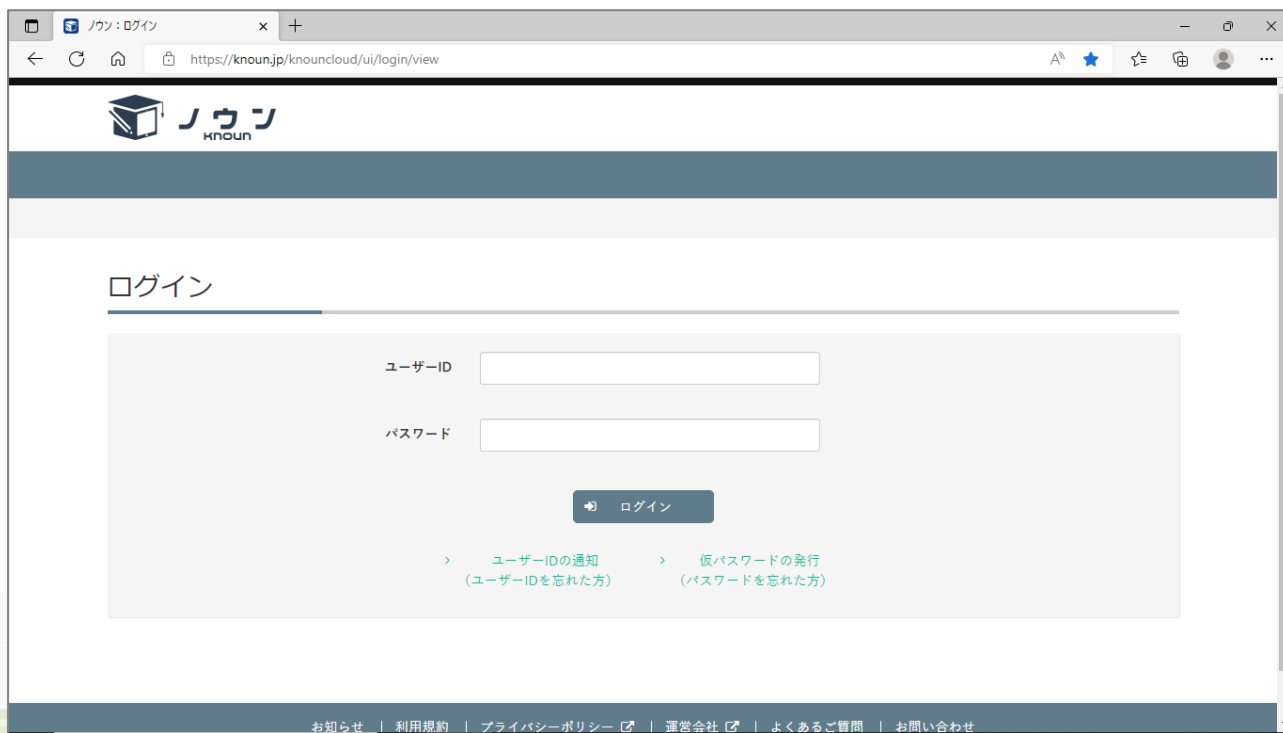 ノウン：ログイン
https://knoun.jp/knouncloud/ui/login/view
ノウン
knoun
ログイン
ユーザーID
パスワード
ログイン
ユーザーIDの通知
（ユーザーIDを忘れた方）
仮パスワードの発行
（パスワードを忘れた方）
お知らせ | 利用規約 | プライバシーポリシー | 運営会社 | よくあるご質問 | お問い合わせ